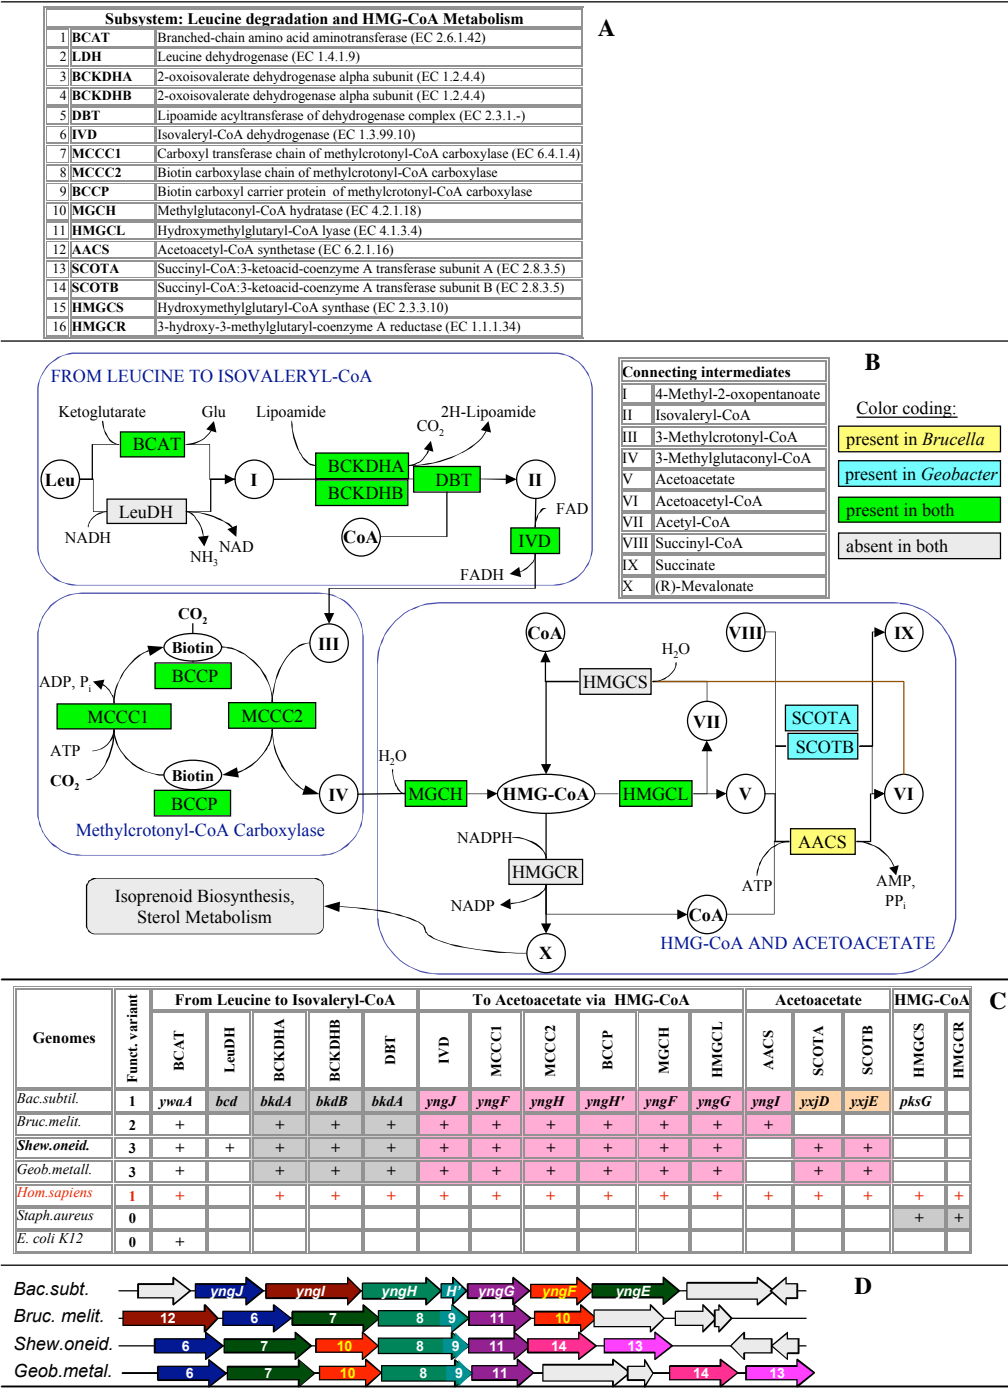 Subsystem: Leucine degradation and HMG-CoA Metabolism
A
1 BCAT Branched-chain amino acid aminotransferase (EC 2.6.1.42)
2 LDH Leucine dehydrogenase (EC 1.4.1.9)
3 BCKDHA 2-oxoisovalerate dehydrogenase alpha subunit (EC 1.2.4.4)
4 BCKDHB 2-oxoisovalerate dehydrogenase alpha subunit (EC 1.2.4.4)
5 DBT Lipoamide acyltransferase of dehydrogenase complex (EC 2.3.1.-)
6 IVD Isovaleryl-CoA dehydrogenase (EC 1.3.99.10)
7 MCCC1 Carboxyl transferase chain of methylcrotonyl-CoA carboxylase (EC 6.4.1.4)
8 MCCC2 Biotin carboxylase chain of methylcrotonyl-CoA carboxylase
9 BCCP Biotin carboxyl carrier protein of methylcrotonyl-CoA carboxylase
10 MGCH Methylglutaconyl-CoA hydratase (EC 4.2.1.18)
11 HMGCL Hydroxymethylglutaryl-CoA lyase (EC 4.1.3.4)
12 AACS Acetoacetyl-CoA synthetase (EC 6.2.1.16)
13 SCOTA Succinyl-CoA:3-ketoacid-coenzyme A transferase subunit A (EC 2.8.3.5)
14 SCOTB Succinyl-CoA:3-ketoacid-coenzyme A transferase subunit B (EC 2.8.3.5)
15 HMGCS Hydroxymethylglutaryl-CoA synthase (EC 2.3.3.10)
16 HMGCR 3-hydroxy-3-methylglutaryl-coenzyme A reductase (EC 1.1.1.34)
B
FROM LEUCINE TO ISOVALERYL-CoA
Ketoglutarate
Glu
Lipoamide
2H-Lipoamide
CO2
BCAT
BCKDHA
BCKDHB
DBT
Leu
I
II
LeuDH
NADH
NH3
NAD
CoA
FAD
IVD
FADH
Connecting intermediates
I 4-Methyl-2-oxopentanoate
II Isovaleryl-CoA
III 3-Methylcrotonyl-CoA
IV 3-Methylglutaconyl-CoA
V Acetoacetate
VI Acetoacetyl-CoA
VII Acetyl-CoA
VIII Succinyl-CoA
IX Succinate
X (R)-Mevalonate
Color coding:
present in Brucella
present in Geobacter
present in both
absent in both
CO2
Biotin
BCCP
III
ADP, Pi
MCCC1
MCCC2
ATP
CO2
Biotin
BCCP
IV
Methylcrotonyl-CoA Carboxylase
CoA
VIII
IX
H2O
HMGCS
VII
SCOTA
SCOTB
H2O
MGCH
HMG-CoA
HMGCL
V
VI
NADPH
AACS
HMGCR
ATP
AMP,
PPi
NADP
CoA
X
HMG-CoA AND ACETOACETATE
Isoprenoid Biosynthesis,
Sterol Metabolism
C
Genomes Funct. variant From Leucine to Isovaleryl-CoA To Acetoacetate via HMG-CoA Acetoacetate HMG-CoA
BCAT LeuDH BCKDHA BCKDHB DBT IVD MCCC1 MCCC2 BCCP MGCH HMGCL AACS SCOTA SCOTB HMGCS HMGCR
Bac.subtil. 1 ywaA bcd bkdA bkdB bkdA yngJ yngF yngH yngH' yngF yngG yngI yxjD yxjE pksG
Bruc.melit. 2 + + + + + + + + + + +
Shew.oneid. 3 + + + + + + + + + + + + +
Geob.metall. 3 + + + + + + + + + + + +
Hom.sapiens 1 + + + + + + + + + + + + + + +
Staph.aureus 0 + +
E. coli K12 0 +
D
Bac.subt. yngJ yngI yngH H' yngG yngF yngE
Bruc. melit. 12 6 7 8 9 11 10
Shew.oneid. 6 7 10 8 9 11 14 13
Geob.metal. 6 7 10 8 9 11 14 13